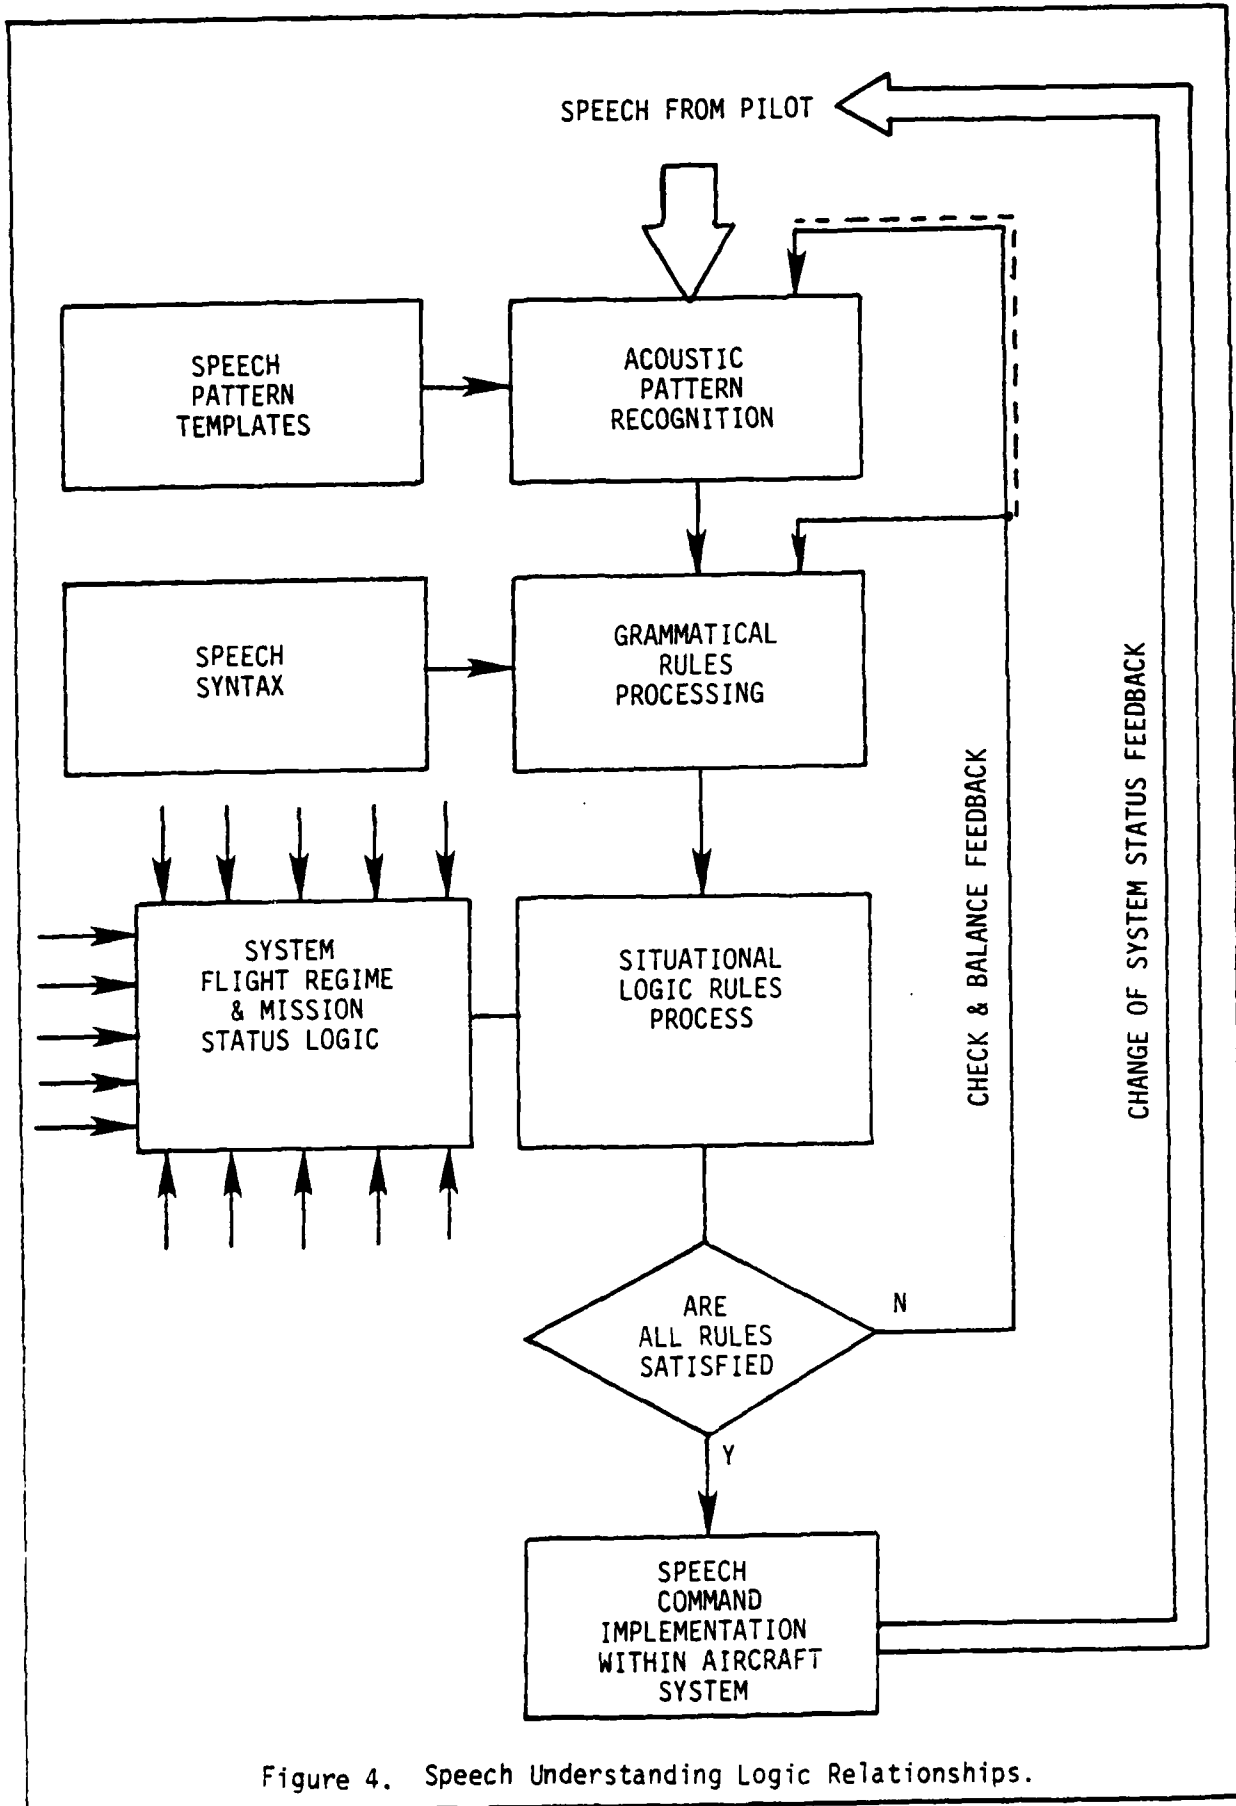 SPEECH FROM PILOT
SPEECH
PATTERN
TEMPLATES
ACOUSTIC
PATTERN
RECOGNITION
SPEECH
SYNTAX
GRAMMATICAL
RULES
PROCESSING
SYSTEM
FLIGHT REGIME
& MISSION
STATUS LOGIC
SITUATIONAL
LOGIC RULES
PROCESS
CHECK & BALANCE FEEDBACK
CHANGE OF SYSTEM STATUS FEEDBACK
ARE
ALL RULES
SATISFIED
N
Y
SPEECH
COMMAND
IMPLEMENTATION
WITHIN AIRCRAFT
SYSTEM
Figure 4. Speech Understanding Logic Relationships.